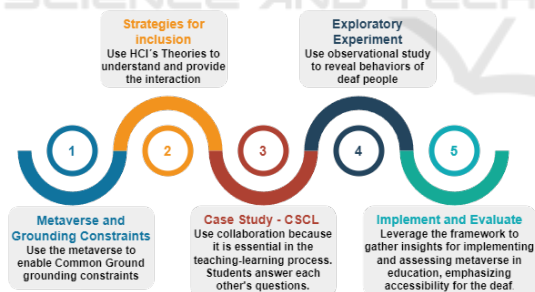 Strategies for
inclusion
Use HCI´s Theories to
understand and provide
the interaction
Exploratory
Experiment
Use observational study
to reveal behaviors of
deaf people
1
2
3
4
5
Metaverse and
Grounding Constraints
Use the metaverse to
enable Common Ground
grounding constraints
Case Study - CSCL
Use collaboration because
it is essential in the
teaching-learning process.
Students answer each
other's questions.
Implement and Evaluate
Leverage the framework to
gather insights for implementing
and assessing metaverse in
education, emphasizing
accessibility for the deaf.